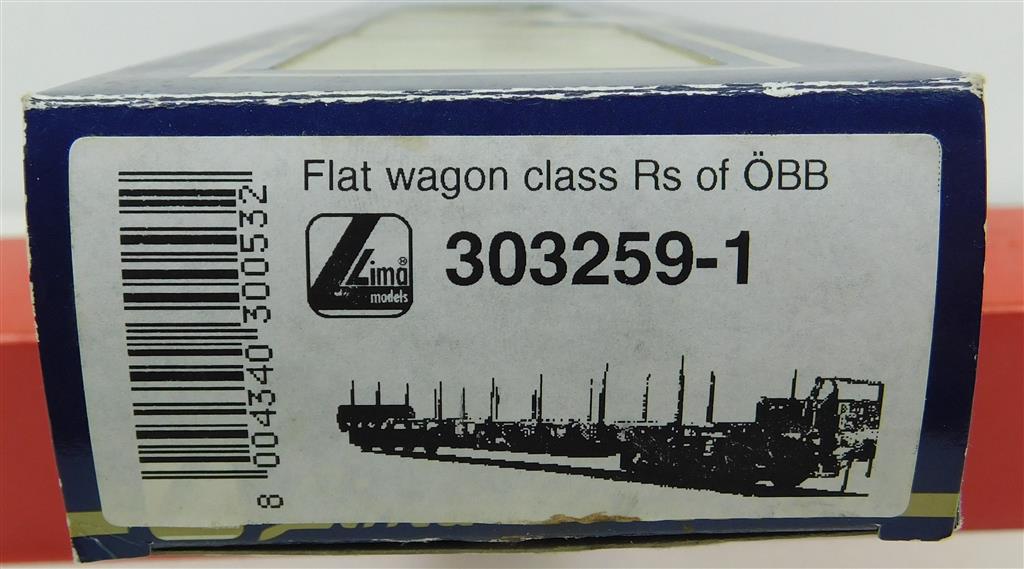 Flat wagon class Rs of ÖBB
Lima®
models
303259-1
8 004340 300532